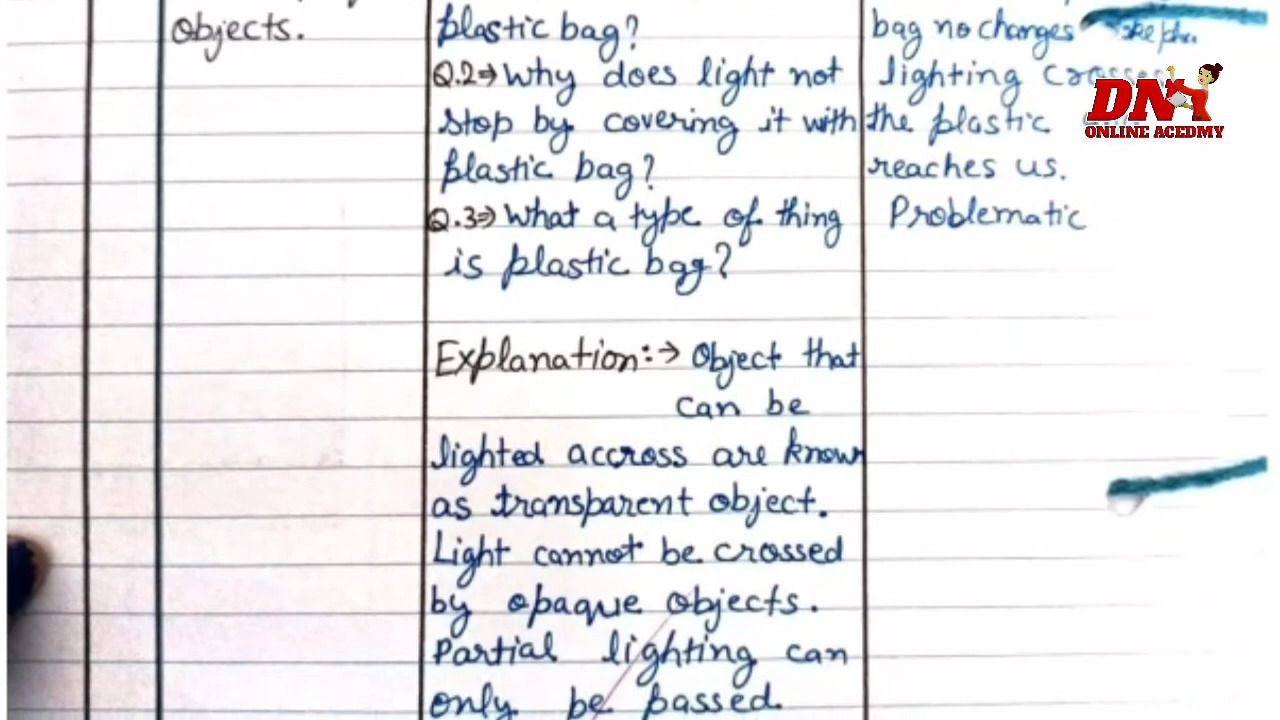 objects.
plastic bag?
Q.2⇒ Why does light not
stop by covering it with
plastic bag?
Q.3⇒ What a type of thing
is plastic bag?
Explanation:→ Object that
can be
lighted accross are known
as transparent object.
Light cannot be crossed
by opaque objects.
Partial lighting can
only be passed.
bag no changes
lighting crosses
the plastic
reaches us.
Problematic
DN
ONLINE ACEDMY